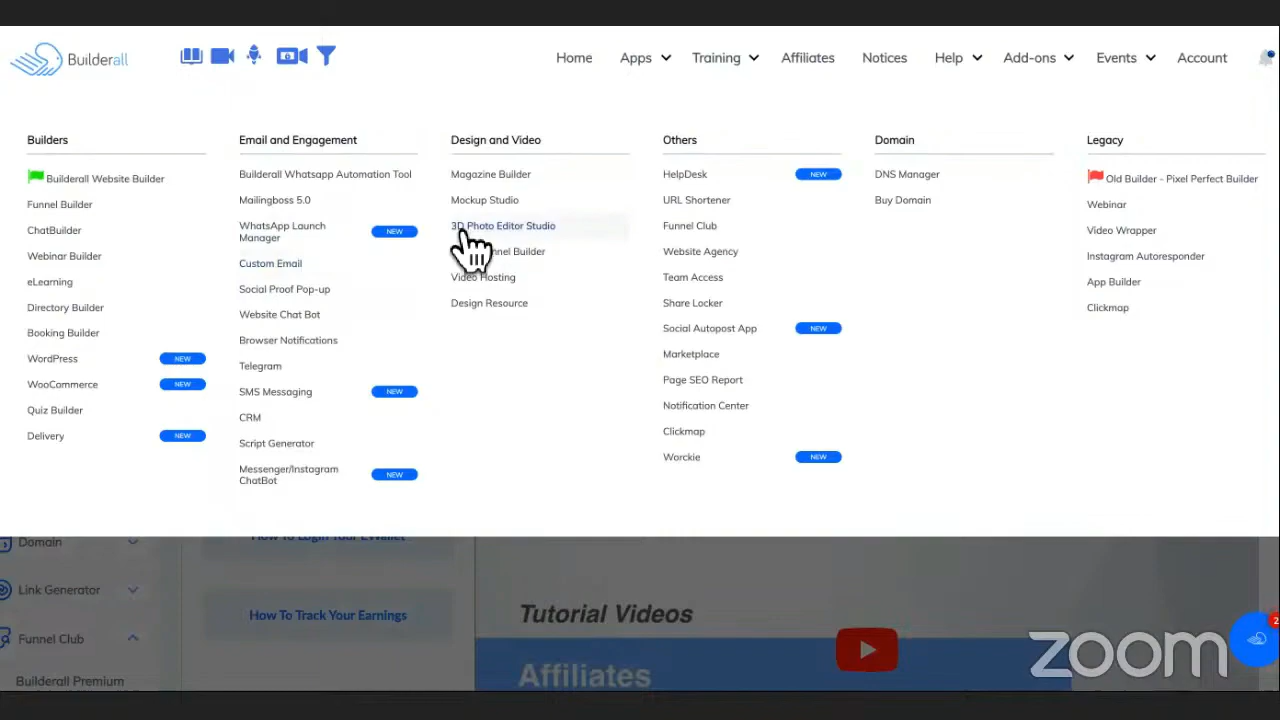 Builderall
Home
Apps
Training
Affiliates
Notices
Help
Add-ons
Events
Account
Builders
Builderall Website Builder
Funnel Builder
ChatBuilder
Webinar Builder
eLearning
Directory Builder
Booking Builder
WordPress
NEW
WooCommerce
NEW
Quiz Builder
Delivery
NEW
Email and Engagement
Builderall Whatsapp Automation Tool
Mailingboss 5.0
WhatsApp Launch
Manager
NEW
Custom Email
Social Proof Pop-up
Website Chat Bot
Browser Notifications
Telegram
SMS Messaging
NEW
CRM
Script Generator
Messenger/Instagram
ChatBot
NEW
Design and Video
Magazine Builder
Mockup Studio
3D Photo Editor Studio
Builder
Video Hosting
Design Resource
Others
HelpDesk
NEW
URL Shortener
Funnel Club
Website Agency
Team Access
Share Locker
Social Autopost App
NEW
Marketplace
Page SEO Report
Notification Center
Clickmap
Worckie
NEW
Domain
DNS Manager
Buy Domain
Legacy
Old Builder - Pixel Perfect Builder
Webinar
Video Wrapper
Instagram Autoresponder
App Builder
Clickmap
Domain
Link Generator
Funnel Club
Builderall Premium
How To Login Your EWallet
How To Track Your Earnings
Tutorial Videos
Affiliates
2
zoom